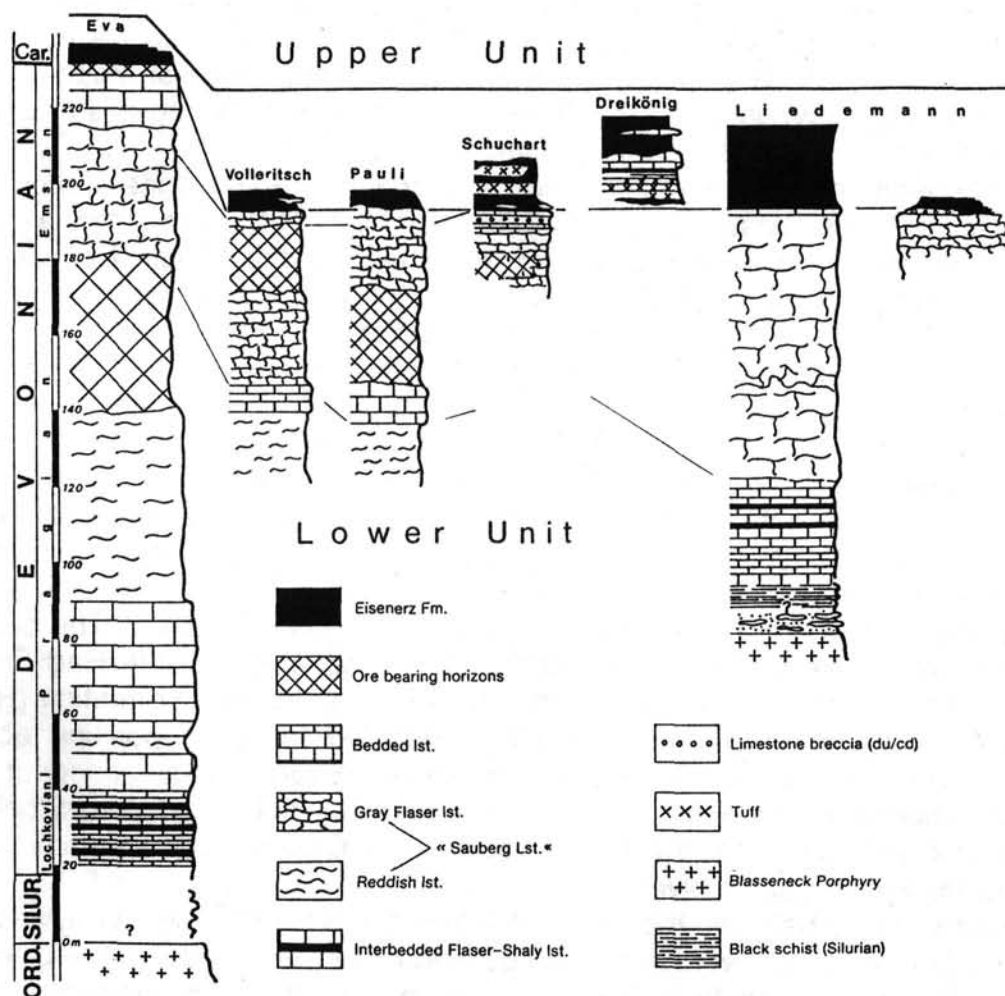 Eva
Upper Unit
Car.
DEVONIAN
Emsian
Pragian
Lochkovian
SILUR.
ORD.
220
200
180
160
140
120
100
80
60
40
20
0 m
?
Volleritsch
Pauli
Schuchart
Dreikönig
Liedemann
Lower Unit
Eisenerz Fm.
Ore bearing horizons
Bedded lst.
Gray Flaser lst.
« Sauberg Lst.«
Reddish lst.
Interbedded Flaser-Shaly lst.
Limestone breccia (du/cd)
Tuff
Blasseneck Porphyry
Black schist (Silurian)